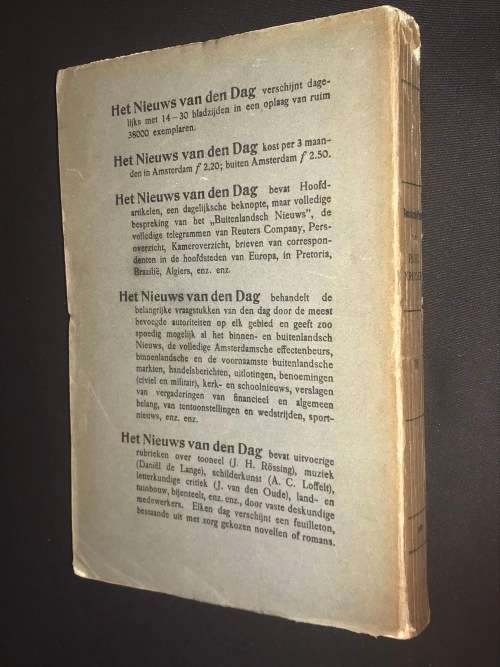 Het Nieuws van den Dag verschijnt dage-
lijks met 14–30 bladzijden in een oplaag van ruim
38000 exemplaren.
Het Nieuws van den Dag kost per 3 maan-
den in Amsterdam f 2.20; buiten Amsterdam f 2.50.
Het Nieuws van den Dag bevat Hoofd-
artikelen, een dagelijksche beknopte, maar volledige
bespreking van het „Buitenlandsch Nieuws”, de
volledige telegrammen van Reuters Company, Pers-
overzicht, Kameroverzicht, brieven van correspon-
denten in de hoofdsteden van Europa, in Pretoria,
Brazilië, Algiers, enz. enz.
Het Nieuws van den Dag behandelt de
belangrijke vraagstukken van den dag door de meest
bevoegde autoriteiten op elk gebied en geeft zoo
spoedig mogelijk al het binnen- en buitenlandsch
Nieuws, de volledige Amsterdamsche effectenbeurs,
binnenlandsche en de voornaamste buitenlandsche
markten, handelsberichten, uitlotingen, benoemingen
(civiel en militair), kerk- en schoolnieuws, verslagen
van vergaderingen van financieel en algemeen
belang, van tentoonstellingen en wedstrijden, sport-
nieuws, enz. enz.
Het Nieuws van den Dag bevat uitvoerige
rubrieken over tooneel (J. H. Rössing), muziek
(Daniël de Lange), schilderkunst (A. C. Loffelt),
letterkundige critiek (J. van den Oude), land- en
tuinbouw, bijenteelt, enz. enz., door vaste deskundige
medewerkers. Elken dag verschijnt een feuilleton,
bestaande uit met zorg gekozen novellen of romans.